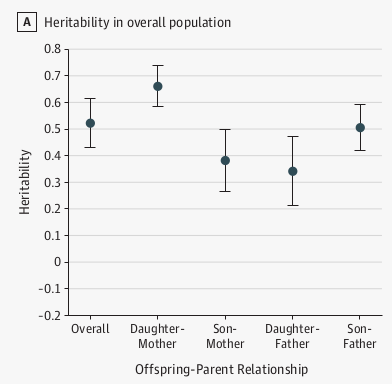 A Heritability in overall population
Heritability
0.8
0.7
0.6
0.5
0.4
0.3
0.2
0.1
0
-0.1
-0.2
Overall
Daughter-
Mother
Son-
Mother
Daughter-
Father
Son-
Father
Offspring-Parent Relationship